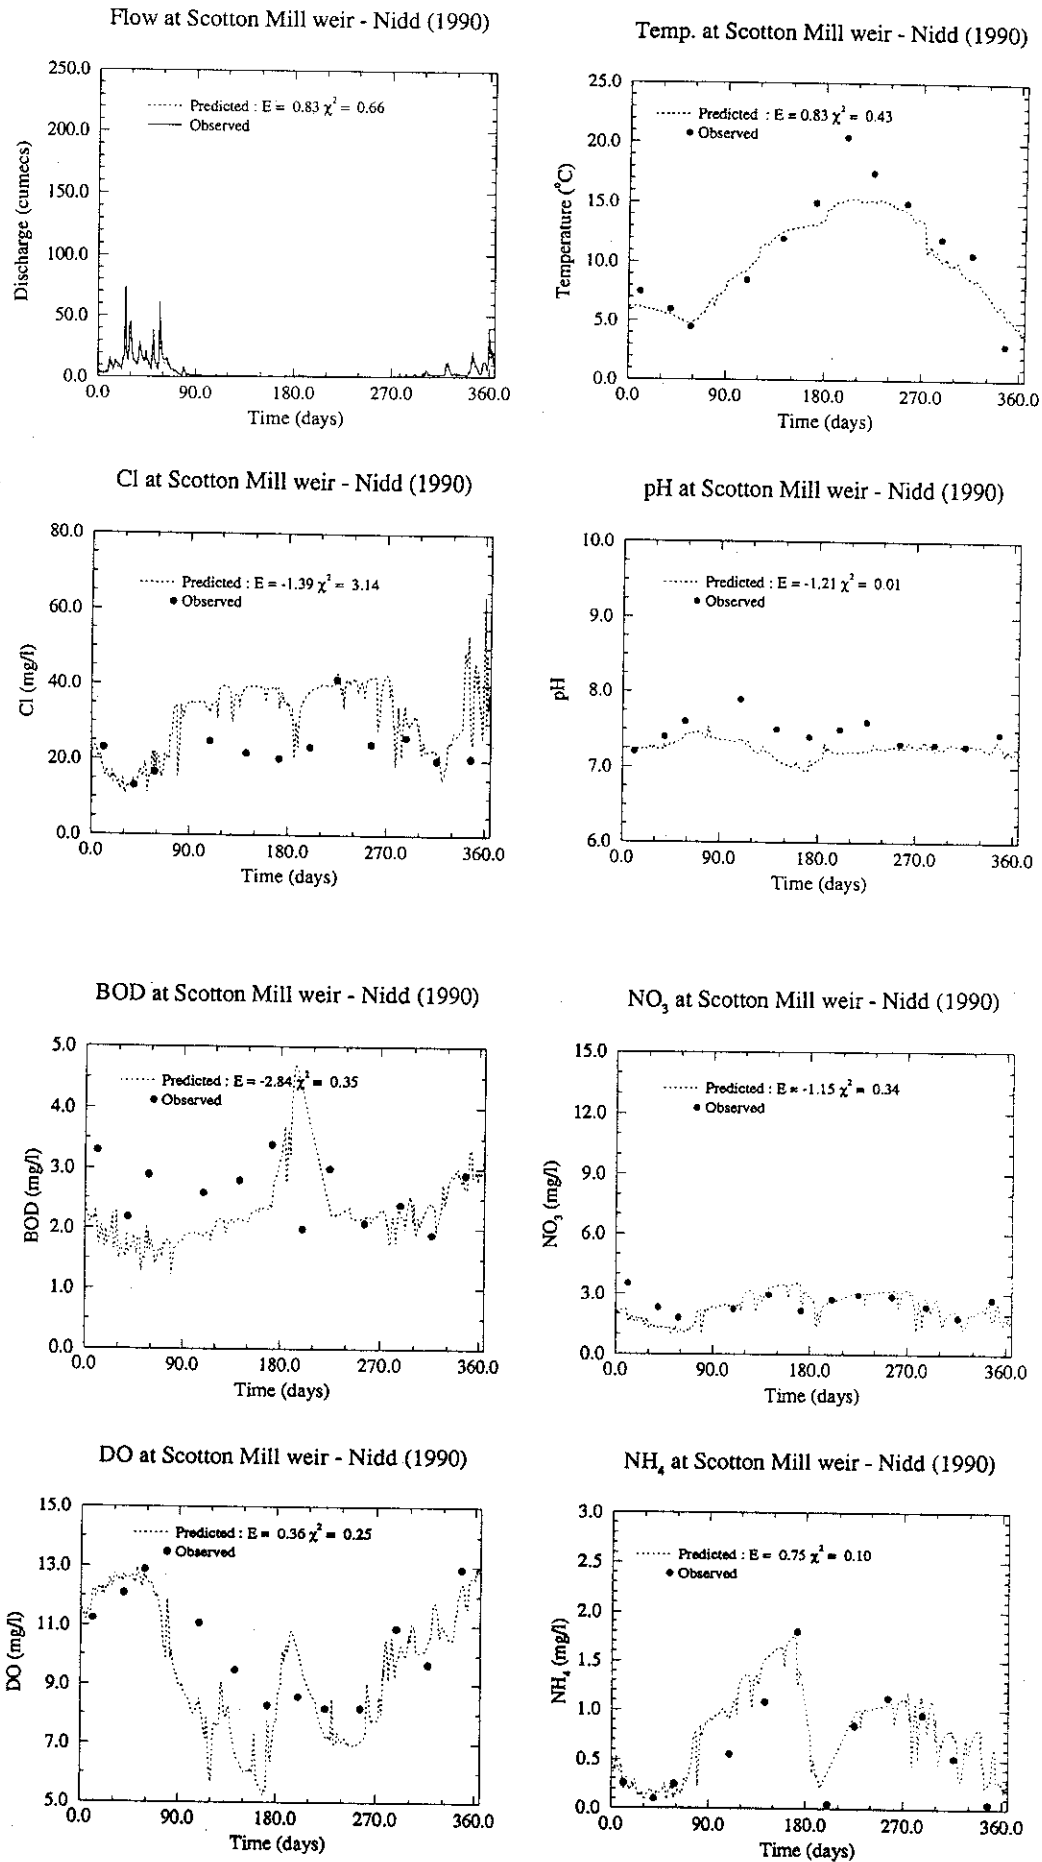 Flow at Scotton Mill weir - Nidd (1990)
250.0
200.0
150.0
100.0
50.0
0.0
Discharge (cumecs)
Predicted : E = 0.83 χ² = 0.66
Observed
0.0 90.0 180.0 270.0 360.0
Time (days)
Temp. at Scotton Mill weir - Nidd (1990)
25.0
20.0
15.0
10.0
5.0
0.0
Temperature (°C)
Predicted : E = 0.83 χ² = 0.43
Observed
0.0 90.0 180.0 270.0 360.0
Time (days)
Cl at Scotton Mill weir - Nidd (1990)
80.0
60.0
40.0
20.0
0.0
Cl (mg/l)
Predicted : E = -1.39 χ² = 3.14
Observed
0.0 90.0 180.0 270.0 360.0
Time (days)
pH at Scotton Mill weir - Nidd (1990)
10.0
9.0
8.0
7.0
6.0
pH
Predicted : E = -1.21 χ² = 0.01
Observed
0.0 90.0 180.0 270.0 360.0
Time (days)
BOD at Scotton Mill weir - Nidd (1990)
5.0
4.0
3.0
2.0
1.0
0.0
BOD (mg/l)
Predicted : E = -2.84 χ² = 0.35
Observed
0.0 90.0 180.0 270.0 360.0
Time (days)
NO₃ at Scotton Mill weir - Nidd (1990)
15.0
12.0
9.0
6.0
3.0
0.0
NO₃ (mg/l)
Predicted : E = -1.15 χ² = 0.34
Observed
0.0 90.0 180.0 270.0 360.0
Time (days)
DO at Scotton Mill weir - Nidd (1990)
15.0
13.0
11.0
9.0
7.0
5.0
DO (mg/l)
Predicted : E = 0.36 χ² = 0.25
Observed
0.0 90.0 180.0 270.0 360.0
Time (days)
NH₄ at Scotton Mill weir - Nidd (1990)
3.0
2.5
2.0
1.5
1.0
0.5
0.0
NH₄ (mg/l)
Predicted : E = 0.75 χ² = 0.10
Observed
0.0 90.0 180.0 270.0 360.0
Time (days)